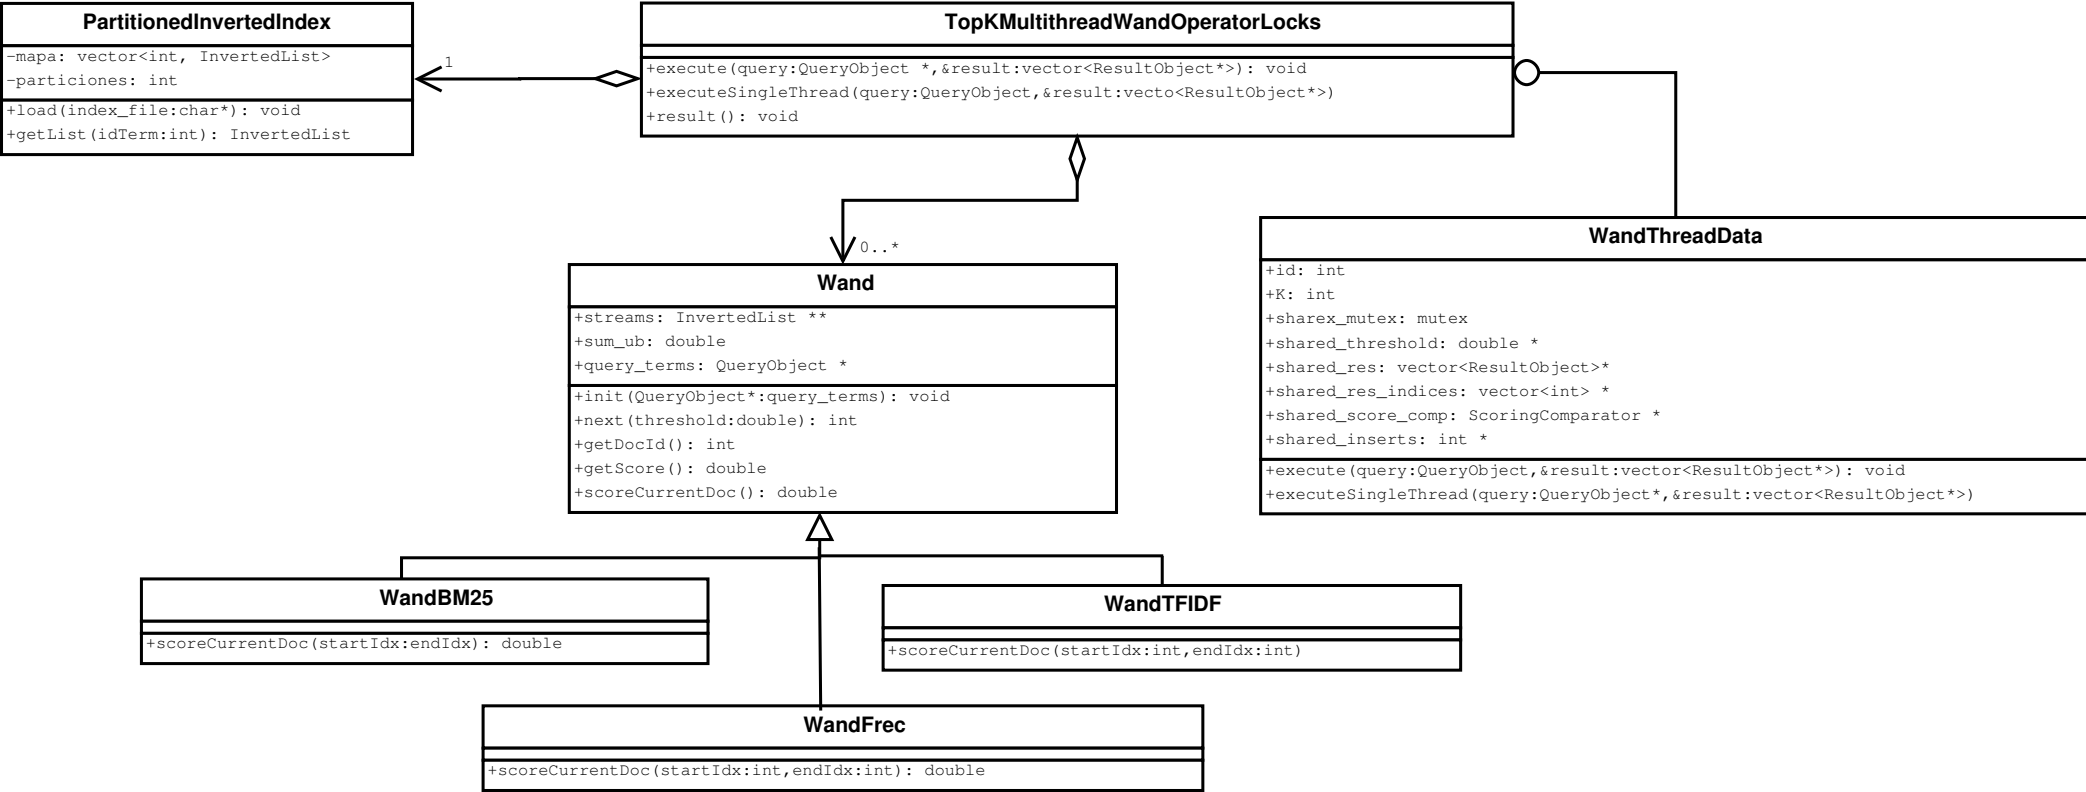 PartitionedInvertedIndex
-mapa: vector<int, InvertedList>
-particiones: int
+load(index_file:char*): void
+getList(idTerm:int): InvertedList
1
TopKMultithreadWandOperatorLocks
+execute(query:QueryObject *,&result:vector<ResultObject*>): void
+executeSingleThread(query:QueryObject,&result:vecto<ResultObject*>)
+result(): void
0..*
Wand
+streams: InvertedList **
+sum_ub: double
+query_terms: QueryObject *
+init(QueryObject*:query_terms): void
+next(threshold:double): int
+getDocId(): int
+getScore(): double
+scoreCurrentDoc(): double
WandThreadData
+id: int
+K: int
+sharex_mutex: mutex
+shared_threshold: double *
+shared_res: vector<ResultObject>*
+shared_res_indices: vector<int> *
+shared_score_comp: ScoringComparator *
+shared_inserts: int *
+execute(query:QueryObject,&result:vector<ResultObject*>): void
+executeSingleThread(query:QueryObject*,&result:vector<ResultObject*>)
WandBM25
+scoreCurrentDoc(startIdx:endIdx): double
WandTFIDF
+scoreCurrentDoc(startIdx:int,endIdx:int)
WandFrec
+scoreCurrentDoc(startIdx:int,endIdx:int): double